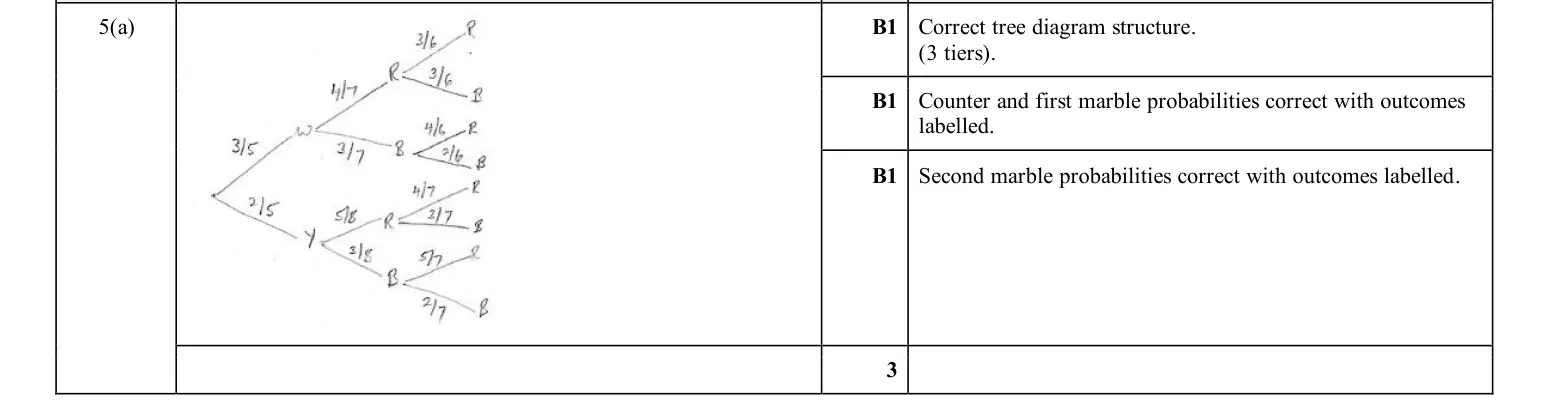 5(a)
R
3/6
R
3/6
B
4/7
W
3/7
B
4/6
R
2/6
B
3/5
2/5
Y
5/8
R
4/7
R
3/7
B
3/8
B
5/7
R
2/7
B
B1
Correct tree diagram structure.
(3 tiers).
B1
Counter and first marble probabilities correct with outcomes
labelled.
B1
Second marble probabilities correct with outcomes labelled.
3